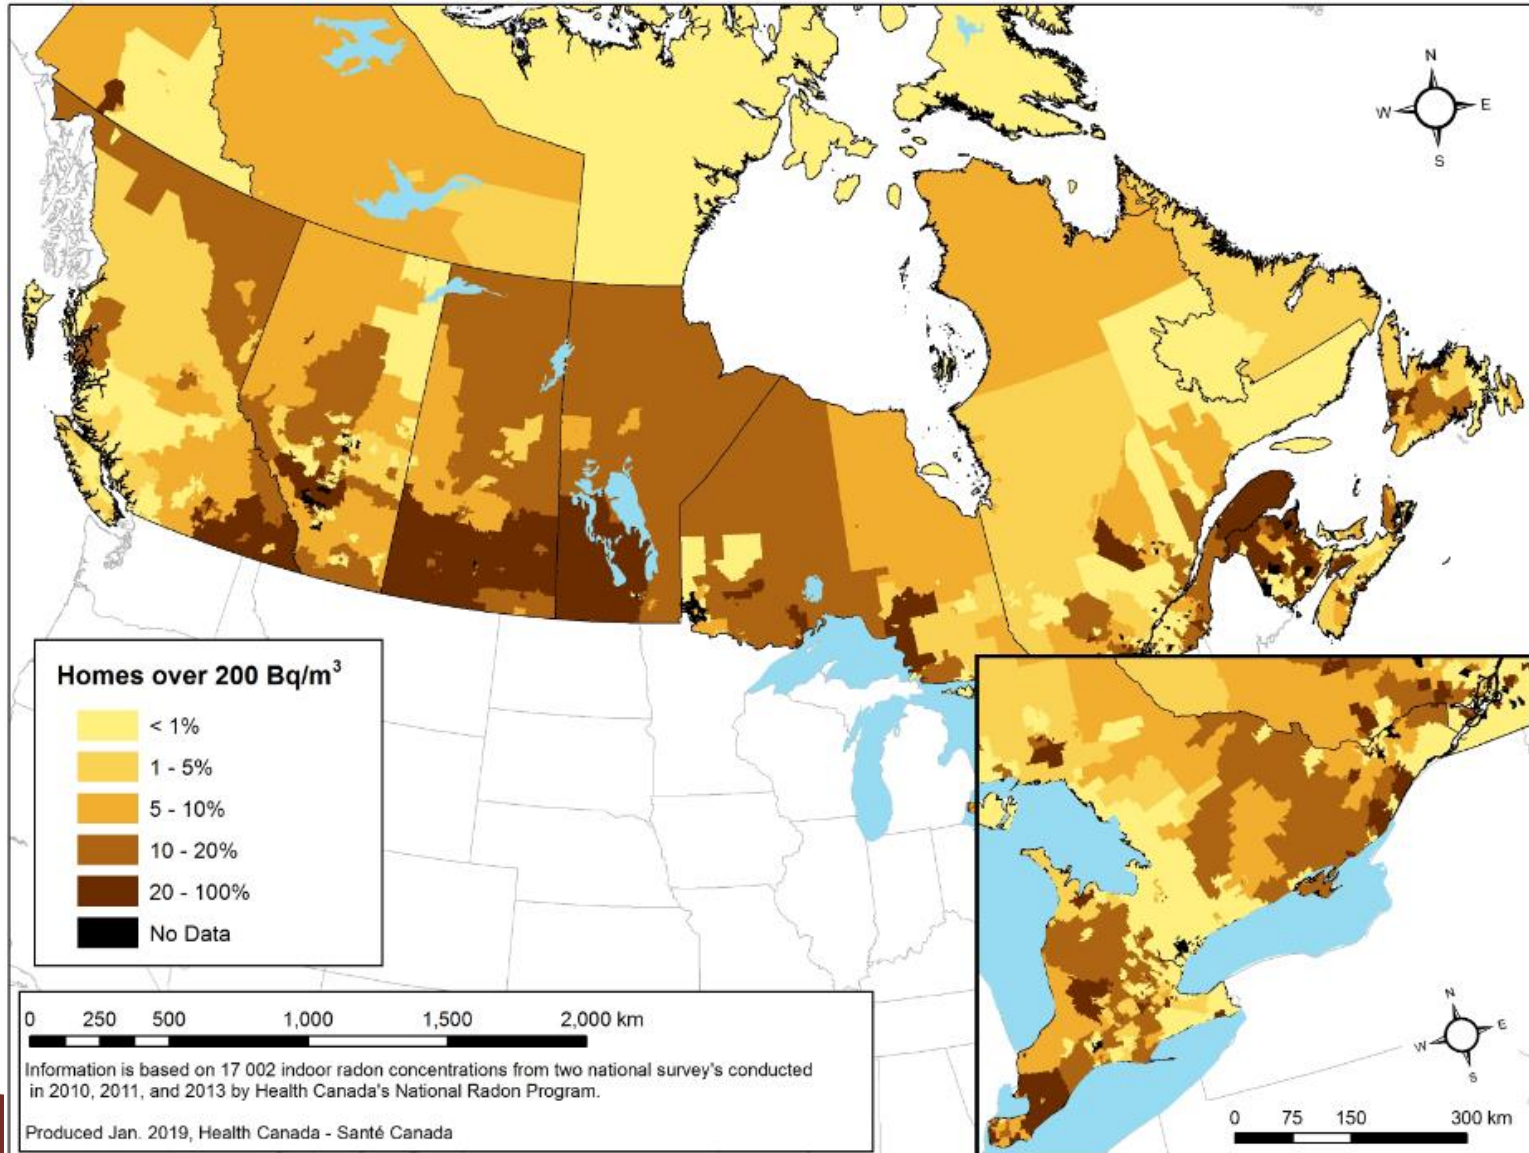 N
W E
S
Homes over 200 Bq/m³
< 1%
1 - 5%
5 - 10%
10 - 20%
20 - 100%
No Data
0 250 500 1,000 1,500 2,000 km
Information is based on 17 002 indoor radon concentrations from two national survey's conducted
in 2010, 2011, and 2013 by Health Canada's National Radon Program.
Produced Jan. 2019, Health Canada - Santé Canada
N
W E
S
0 75 150 300 km